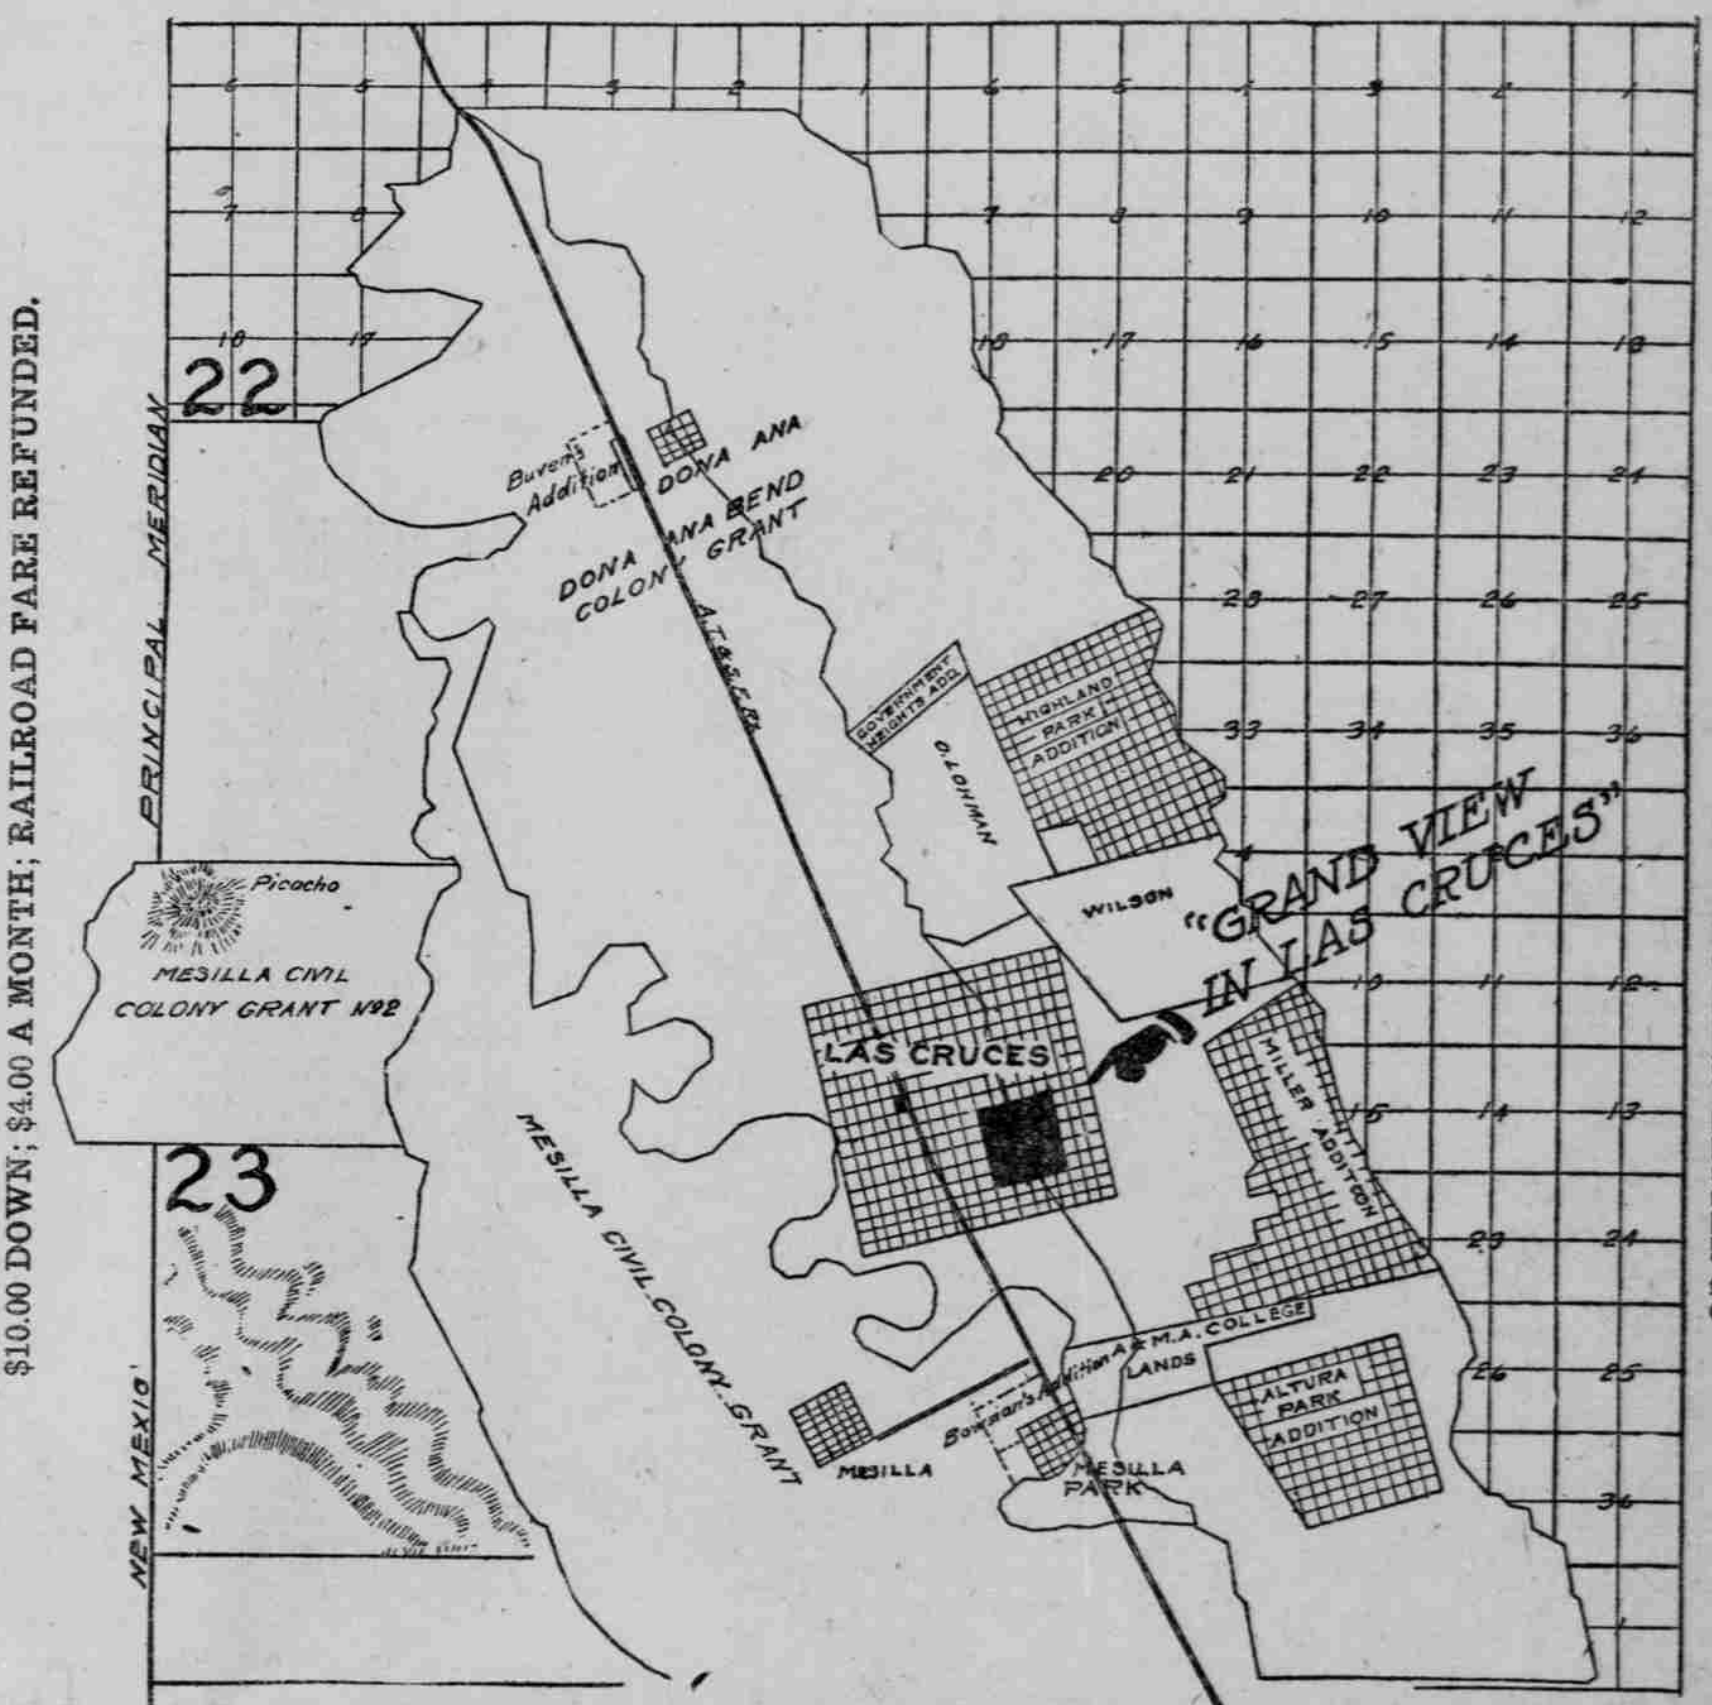 $10.00 DOWN; $4.00 A MONTH; RAILROAD FARE REFUNDED.
6 5 4 3 2 1 6 5 4 3 2 1
7 8 7 8 9 10 11 12
18 17 18 17 16 15 14 13
22
PRINCIPAL MERIDIAN
NEW MEXICO
Buvens
Addition
DONA ANA
20 21 22 23 24
DONA ANA BEND
COLONY GRANT
28 27 26 25
A.T.&S.F.Ry.
GOVERNMENT
HEIGHTS ADD.
HIGHLAND
PARK
ADDITION
33 34 35 36
O. LOHMAN
WILSON
"GRAND VIEW
IN LAS CRUCES"
Picacho
MESILLA CIVIL
COLONY GRANT Nº2
10 11 12
LAS CRUCES
MILLER ADDITION
15 14 13
23
MESILLA CIVIL COLONY GRANT
23 24
A & M.A. COLLEGE
LANDS
Bowman's Addition
26 25
ALTURA
PARK
ADDITION
MESILLA
MESILLA
PARK
36
1